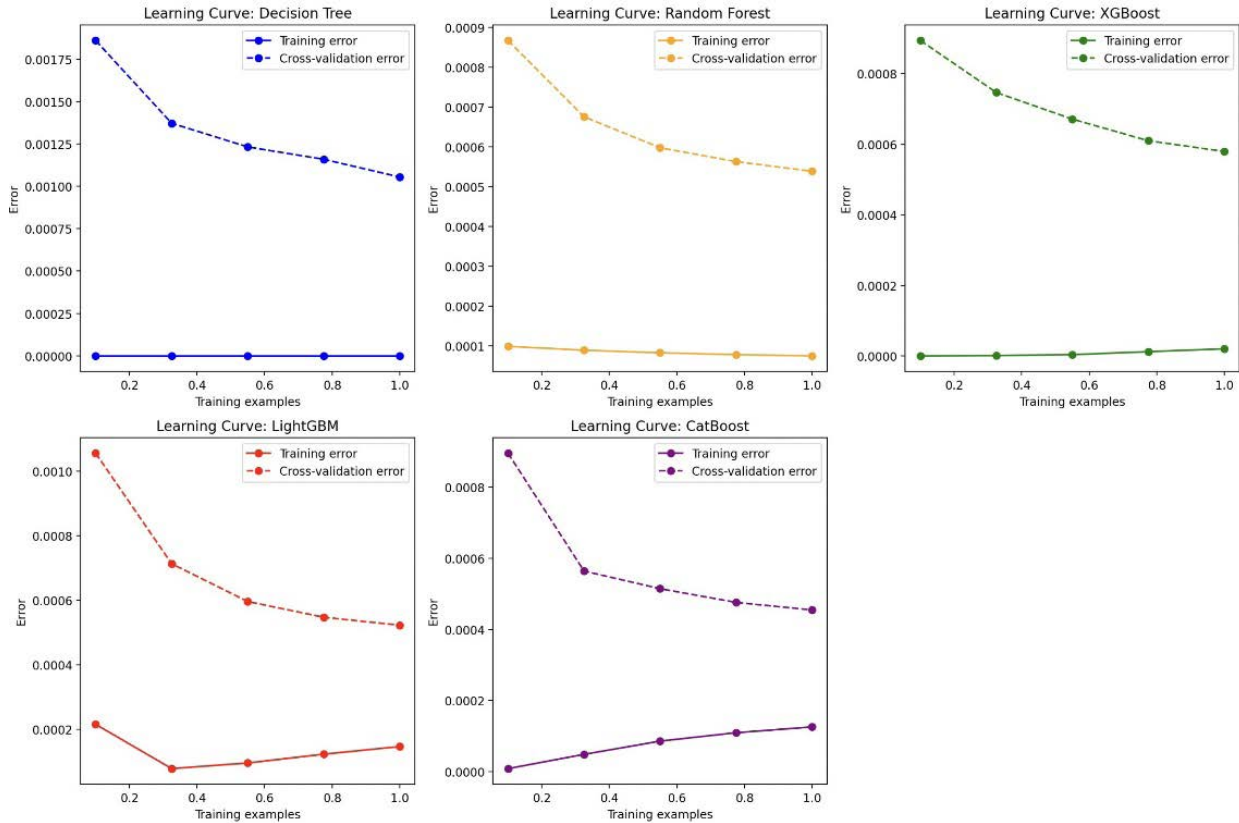 Learning Curve: Decision Tree
Training error
Cross-validation error
0.00175
0.00150
0.00125
0.00100
0.00075
0.00050
0.00025
0.00000
Error
0.2 0.4 0.6 0.8 1.0
Training examples
Learning Curve: Random Forest
Training error
Cross-validation error
0.0009
0.0008
0.0007
0.0006
0.0005
0.0004
0.0003
0.0002
0.0001
Error
0.2 0.4 0.6 0.8 1.0
Training examples
Learning Curve: XGBoost
Training error
Cross-validation error
0.0008
0.0006
0.0004
0.0002
0.0000
Error
0.2 0.4 0.6 0.8 1.0
Training examples
Learning Curve: LightGBM
Training error
Cross-validation error
0.0010
0.0008
0.0006
0.0004
0.0002
Error
0.2 0.4 0.6 0.8 1.0
Training examples
Learning Curve: CatBoost
Training error
Cross-validation error
0.0008
0.0006
0.0004
0.0002
0.0000
Error
0.2 0.4 0.6 0.8 1.0
Training examples